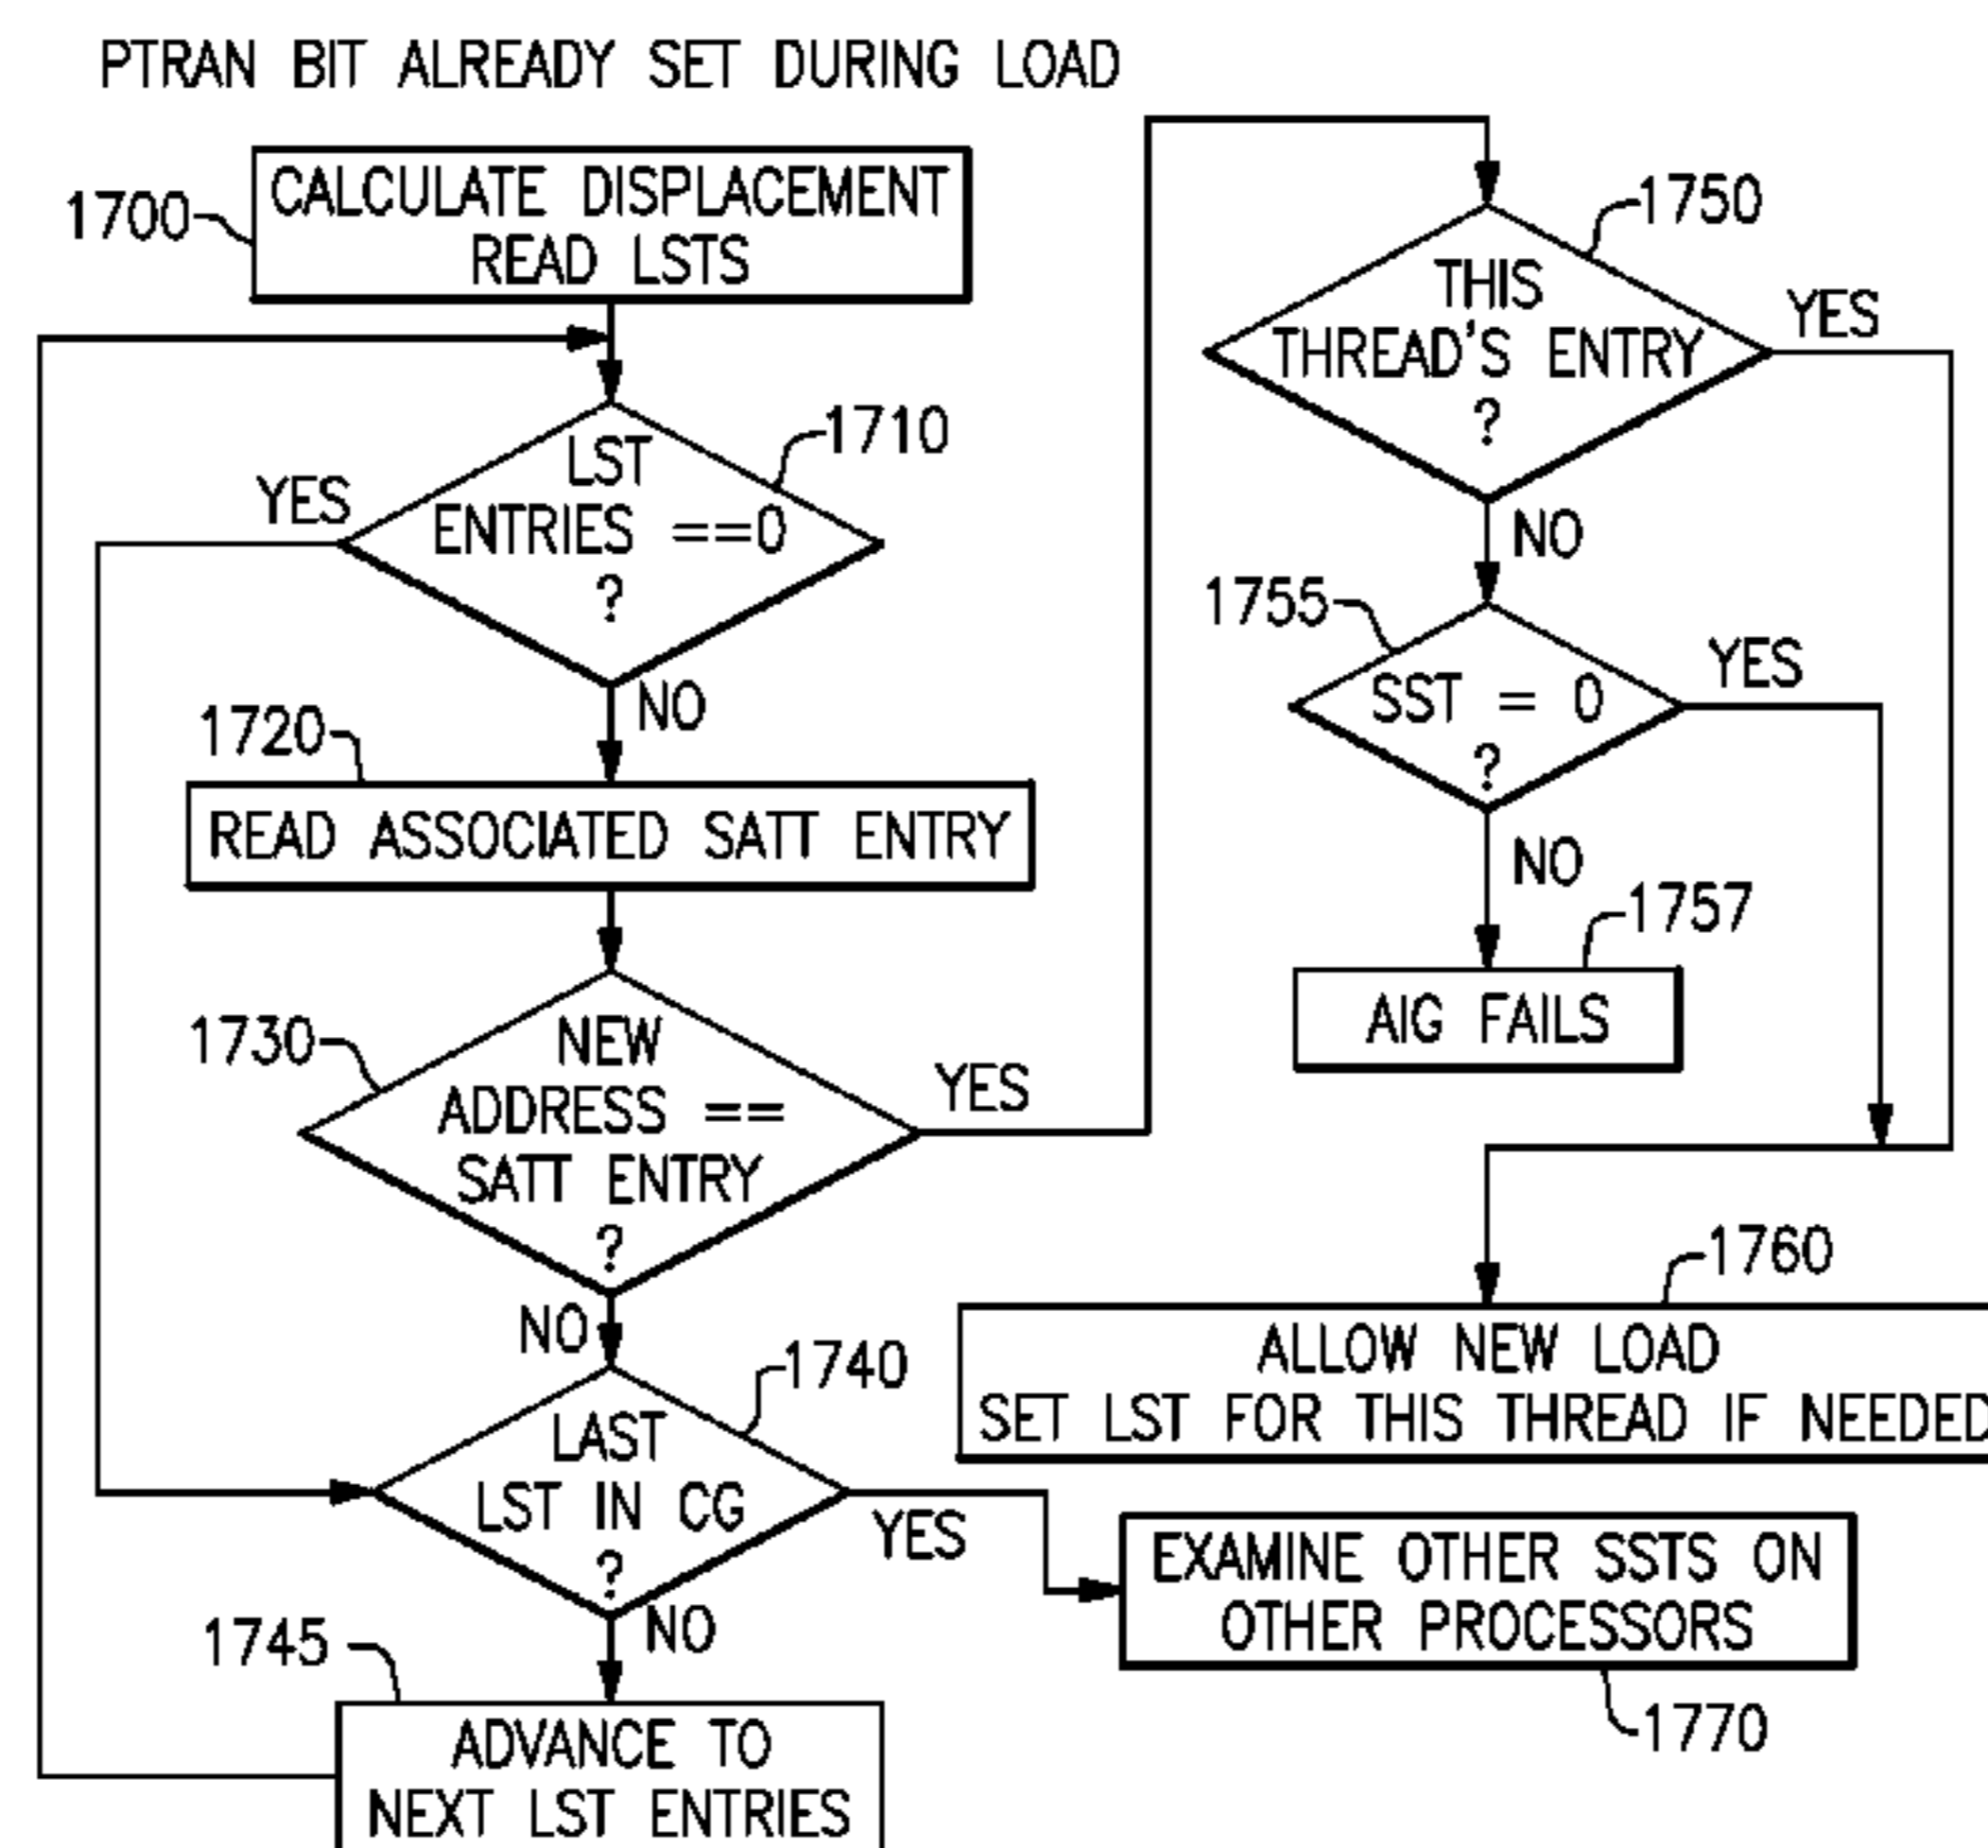 PTRAN BIT ALREADY SET DURING LOAD
1700
CALCULATE DISPLACEMENT
READ LSTS
1710
LST
ENTRIES ==0
?
YES
NO
1720
READ ASSOCIATED SATT ENTRY
1730
NEW
ADDRESS ==
SATT ENTRY
?
YES
NO
1740
LAST
LST IN CG
?
YES
NO
1745
ADVANCE TO
NEXT LST ENTRIES
1750
THIS
THREAD'S ENTRY
?
YES
NO
1755
SST = 0
?
YES
NO
1757
AIG FAILS
1760
ALLOW NEW LOAD
SET LST FOR THIS THREAD IF NEEDED
EXAMINE OTHER SSTS ON
OTHER PROCESSORS
1770